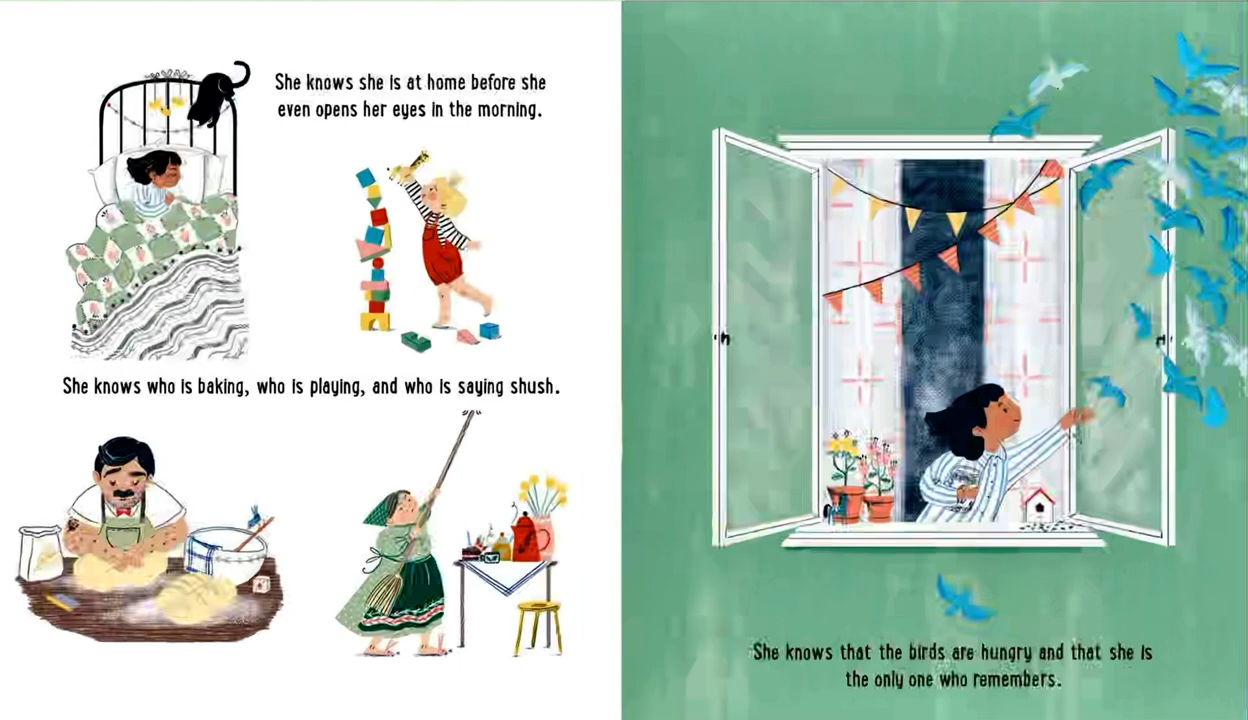 She knows she is at home before she
even opens her eyes in the morning.
She knows who is baking, who is playing, and who is saying shush.
She knows that the birds are hungry and that she is
the only one who remembers.